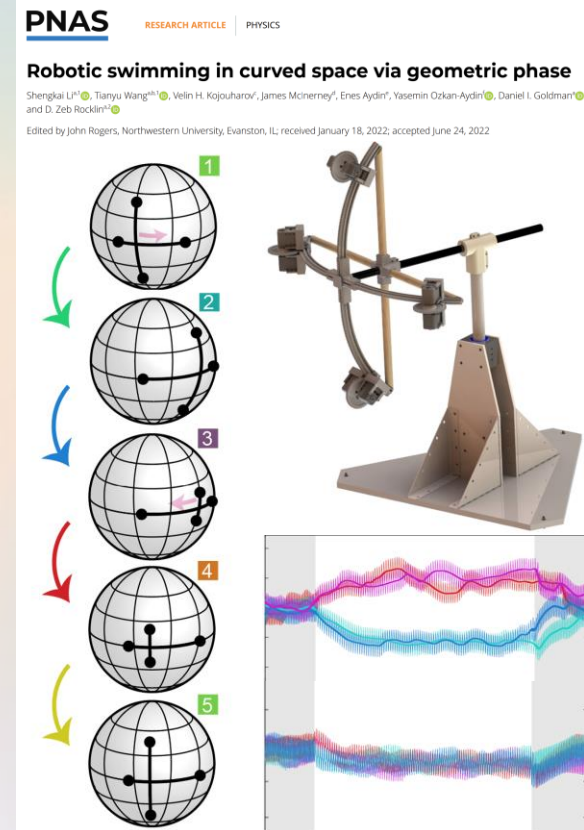 PNAS
RESEARCH ARTICLE | PHYSICS
Robotic swimming in curved space via geometric phase
Shengkai Li, Tianyu Wang, Velin H. Kojouharov, James McInerney, Enes Aydin, Yasemin Ozkan-Aydin, Daniel I. Goldman
and D. Zeb Rocklin
Edited by John Rogers, Northwestern University, Evanston, IL; received January 18, 2022; accepted June 24, 2022
1
2
3
4
5